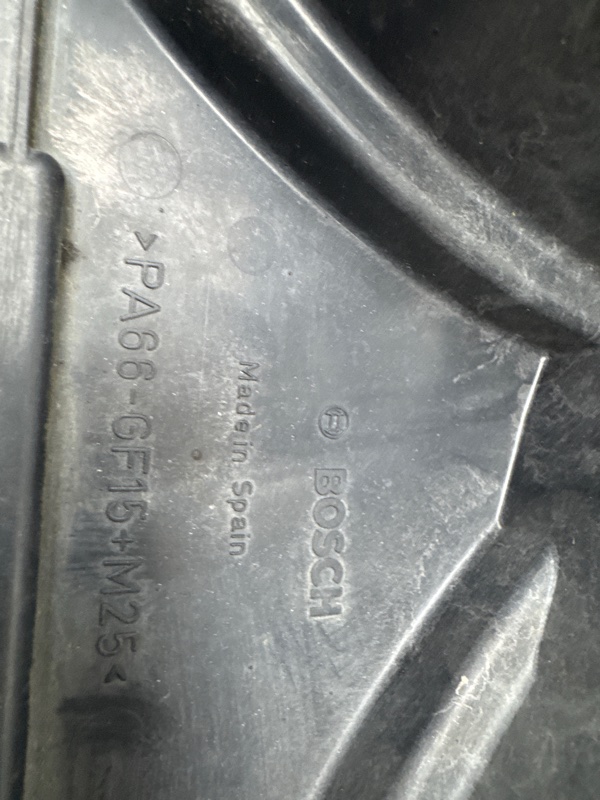 BOSCH
Made in Spain
>PA66-GF15+M25<